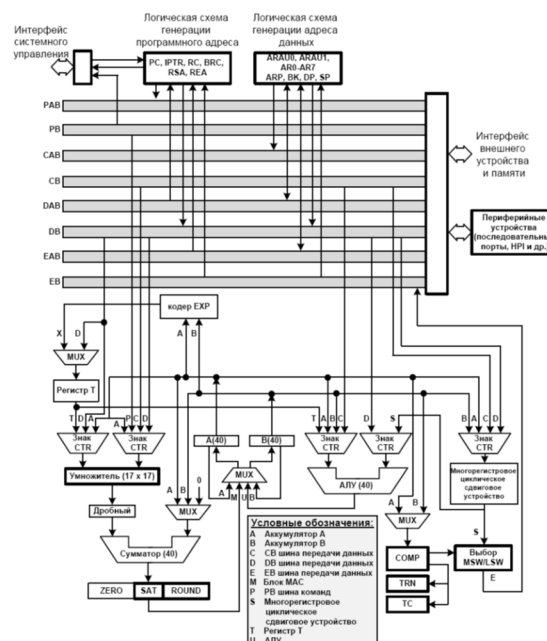 Логическая схема
генерации
программного адреса
Логическая схема
генерации адреса
данных
Интерфейс
системного
управления
PC, IPTR, RC, BRC,
RSA, REA
ARAU0, ARAU1,
AR0-AR7
ARP, BK, DP, SP
PAB
PB
CAB
CB
DAB
DB
EAB
EB
Интерфейс
внешнего
устройства
и памяти
Периферийные
устройства
(последовательны
порты, HPI и др.)
кодер EXP
X D
A B
MUX
Регистр T
T D A
A P C D
Знак
CTR
Знак
CTR
A(40)
B(40)
T A B C
D S
Знак
CTR
Знак
CTR
B A C D
Знак
CTR
Умножитель (17 x 17)
Дробный
A B 0
MUX
MUX
A M U B
АЛУ (40)
A B
MUX
Многорегистровое
циклическое
сдвиговое
устройство
S
Сумматор (40)
COMP
Выбор
MSW/LSW
E
TRN
TC
ZERO SAT ROUND
Условные обозначения:
A Аккумулятор A
B Аккумулятор B
C CB шина передачи данных
D DB шина передачи данных
E EB шина передачи данных
M Блок MAC
P PB шина команд
S Многорегистровое
циклическое
сдвиговое устройство
T Регистр T
U АЛУ